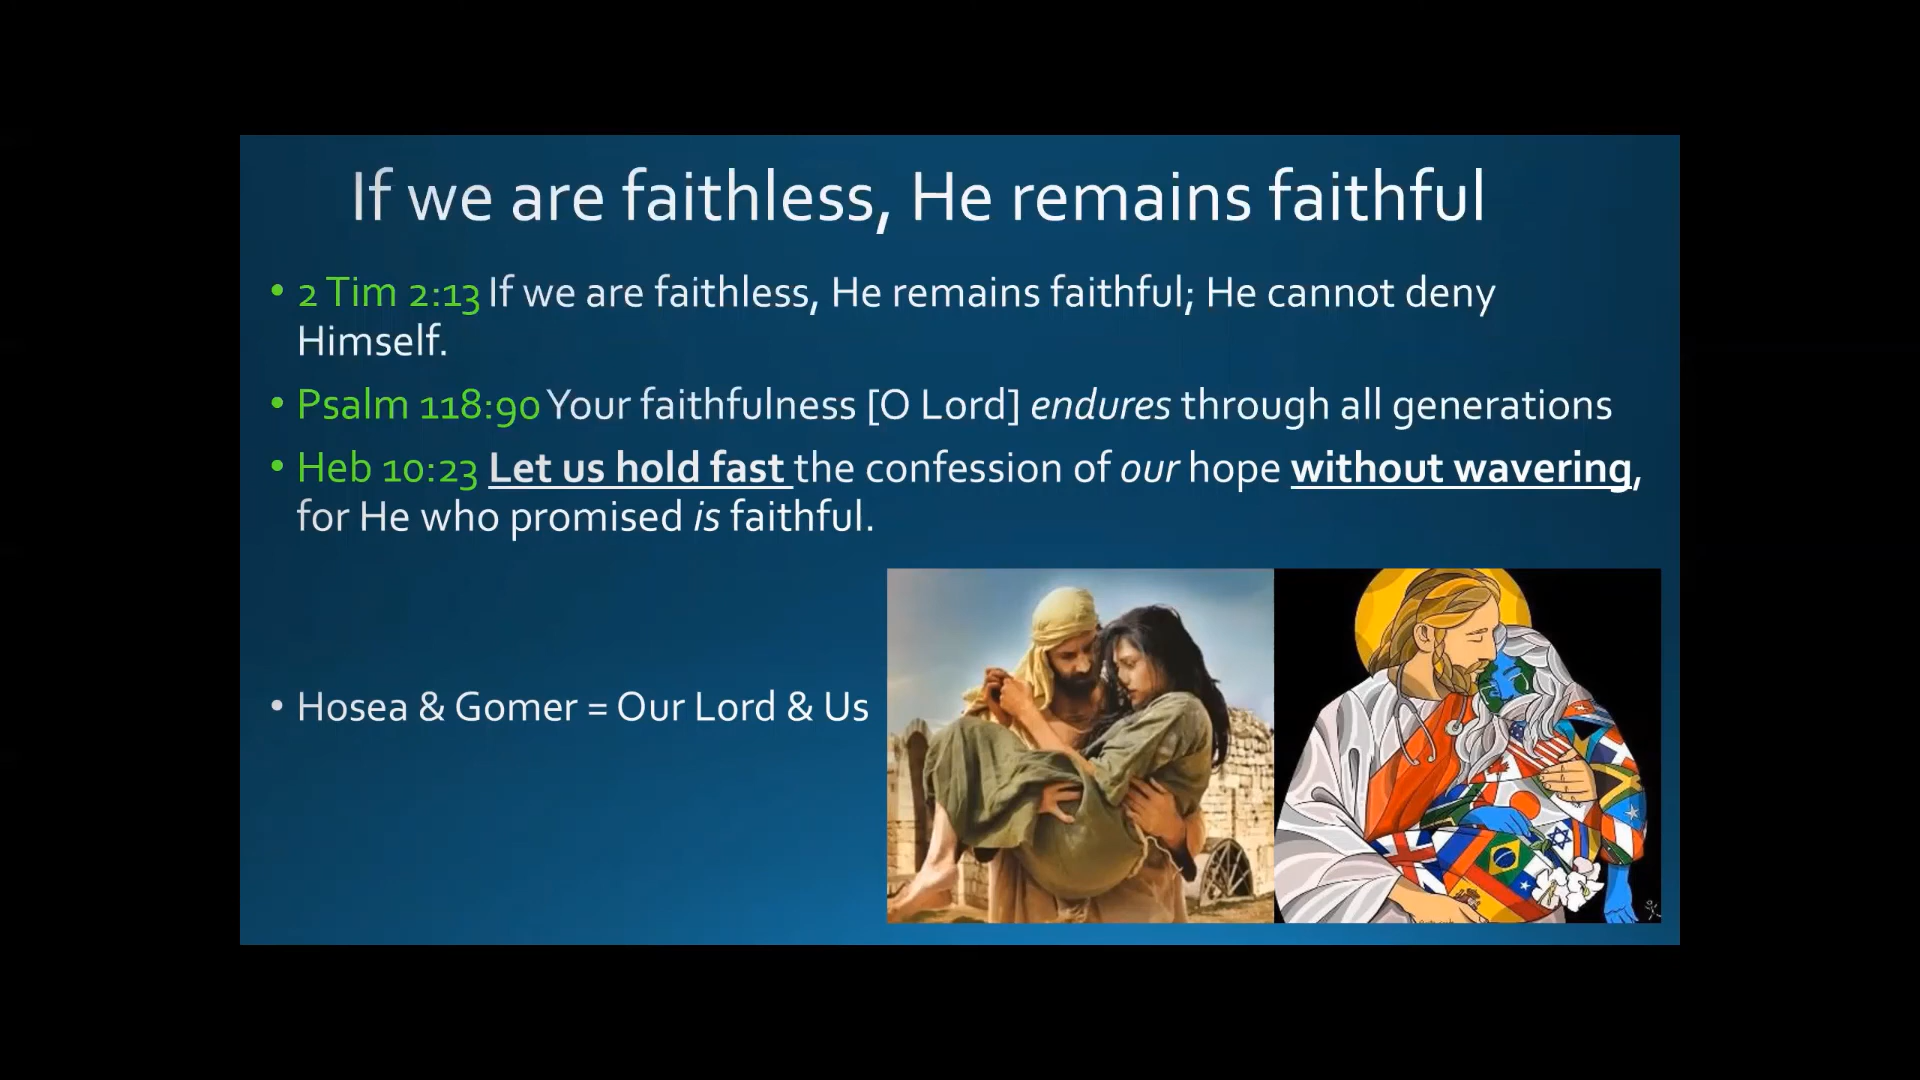 If we are faithless, He remains faithful
• 2 Tim 2:13 If we are faithless, He remains faithful; He cannot deny
Himself.
• Psalm 118:90 Your faithfulness [O Lord] endures through all generations
• Heb 10:23 Let us hold fast the confession of our hope without wavering,
for He who promised is faithful.
• Hosea & Gomer = Our Lord & Us